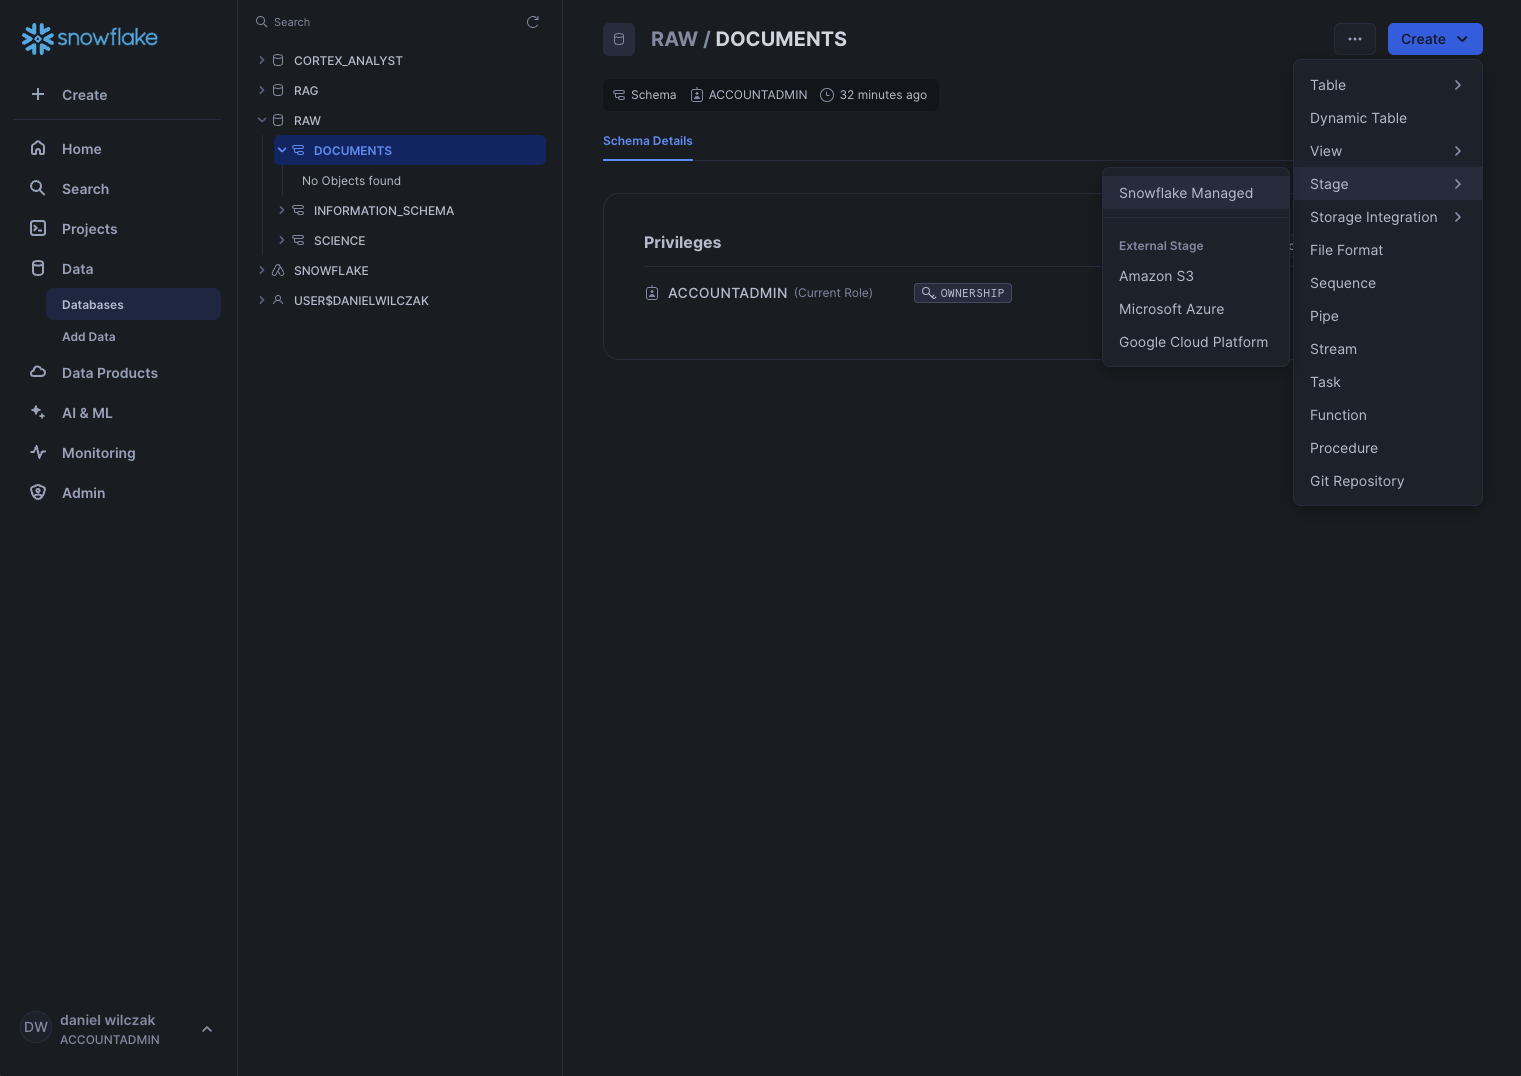 snowflake
Create
Home
Search
Projects
Data
Databases
Add Data
Data Products
AI & ML
Monitoring
Admin
DW
daniel wilczak
ACCOUNTADMIN
Search
CORTEX_ANALYST
RAG
RAW
DOCUMENTS
No Objects found
INFORMATION_SCHEMA
SCIENCE
SNOWFLAKE
USER$DANIELWILCZAK
RAW / DOCUMENTS
... Create
Schema ACCOUNTADMIN 32 minutes ago
Schema Details
Privileges
ACCOUNTADMIN (Current Role) OWNERSHIP
Snowflake Managed
External Stage
Amazon S3
Microsoft Azure
Google Cloud Platform
Table
Dynamic Table
View
Stage
Storage Integration
File Format
Sequence
Pipe
Stream
Task
Function
Procedure
Git Repository